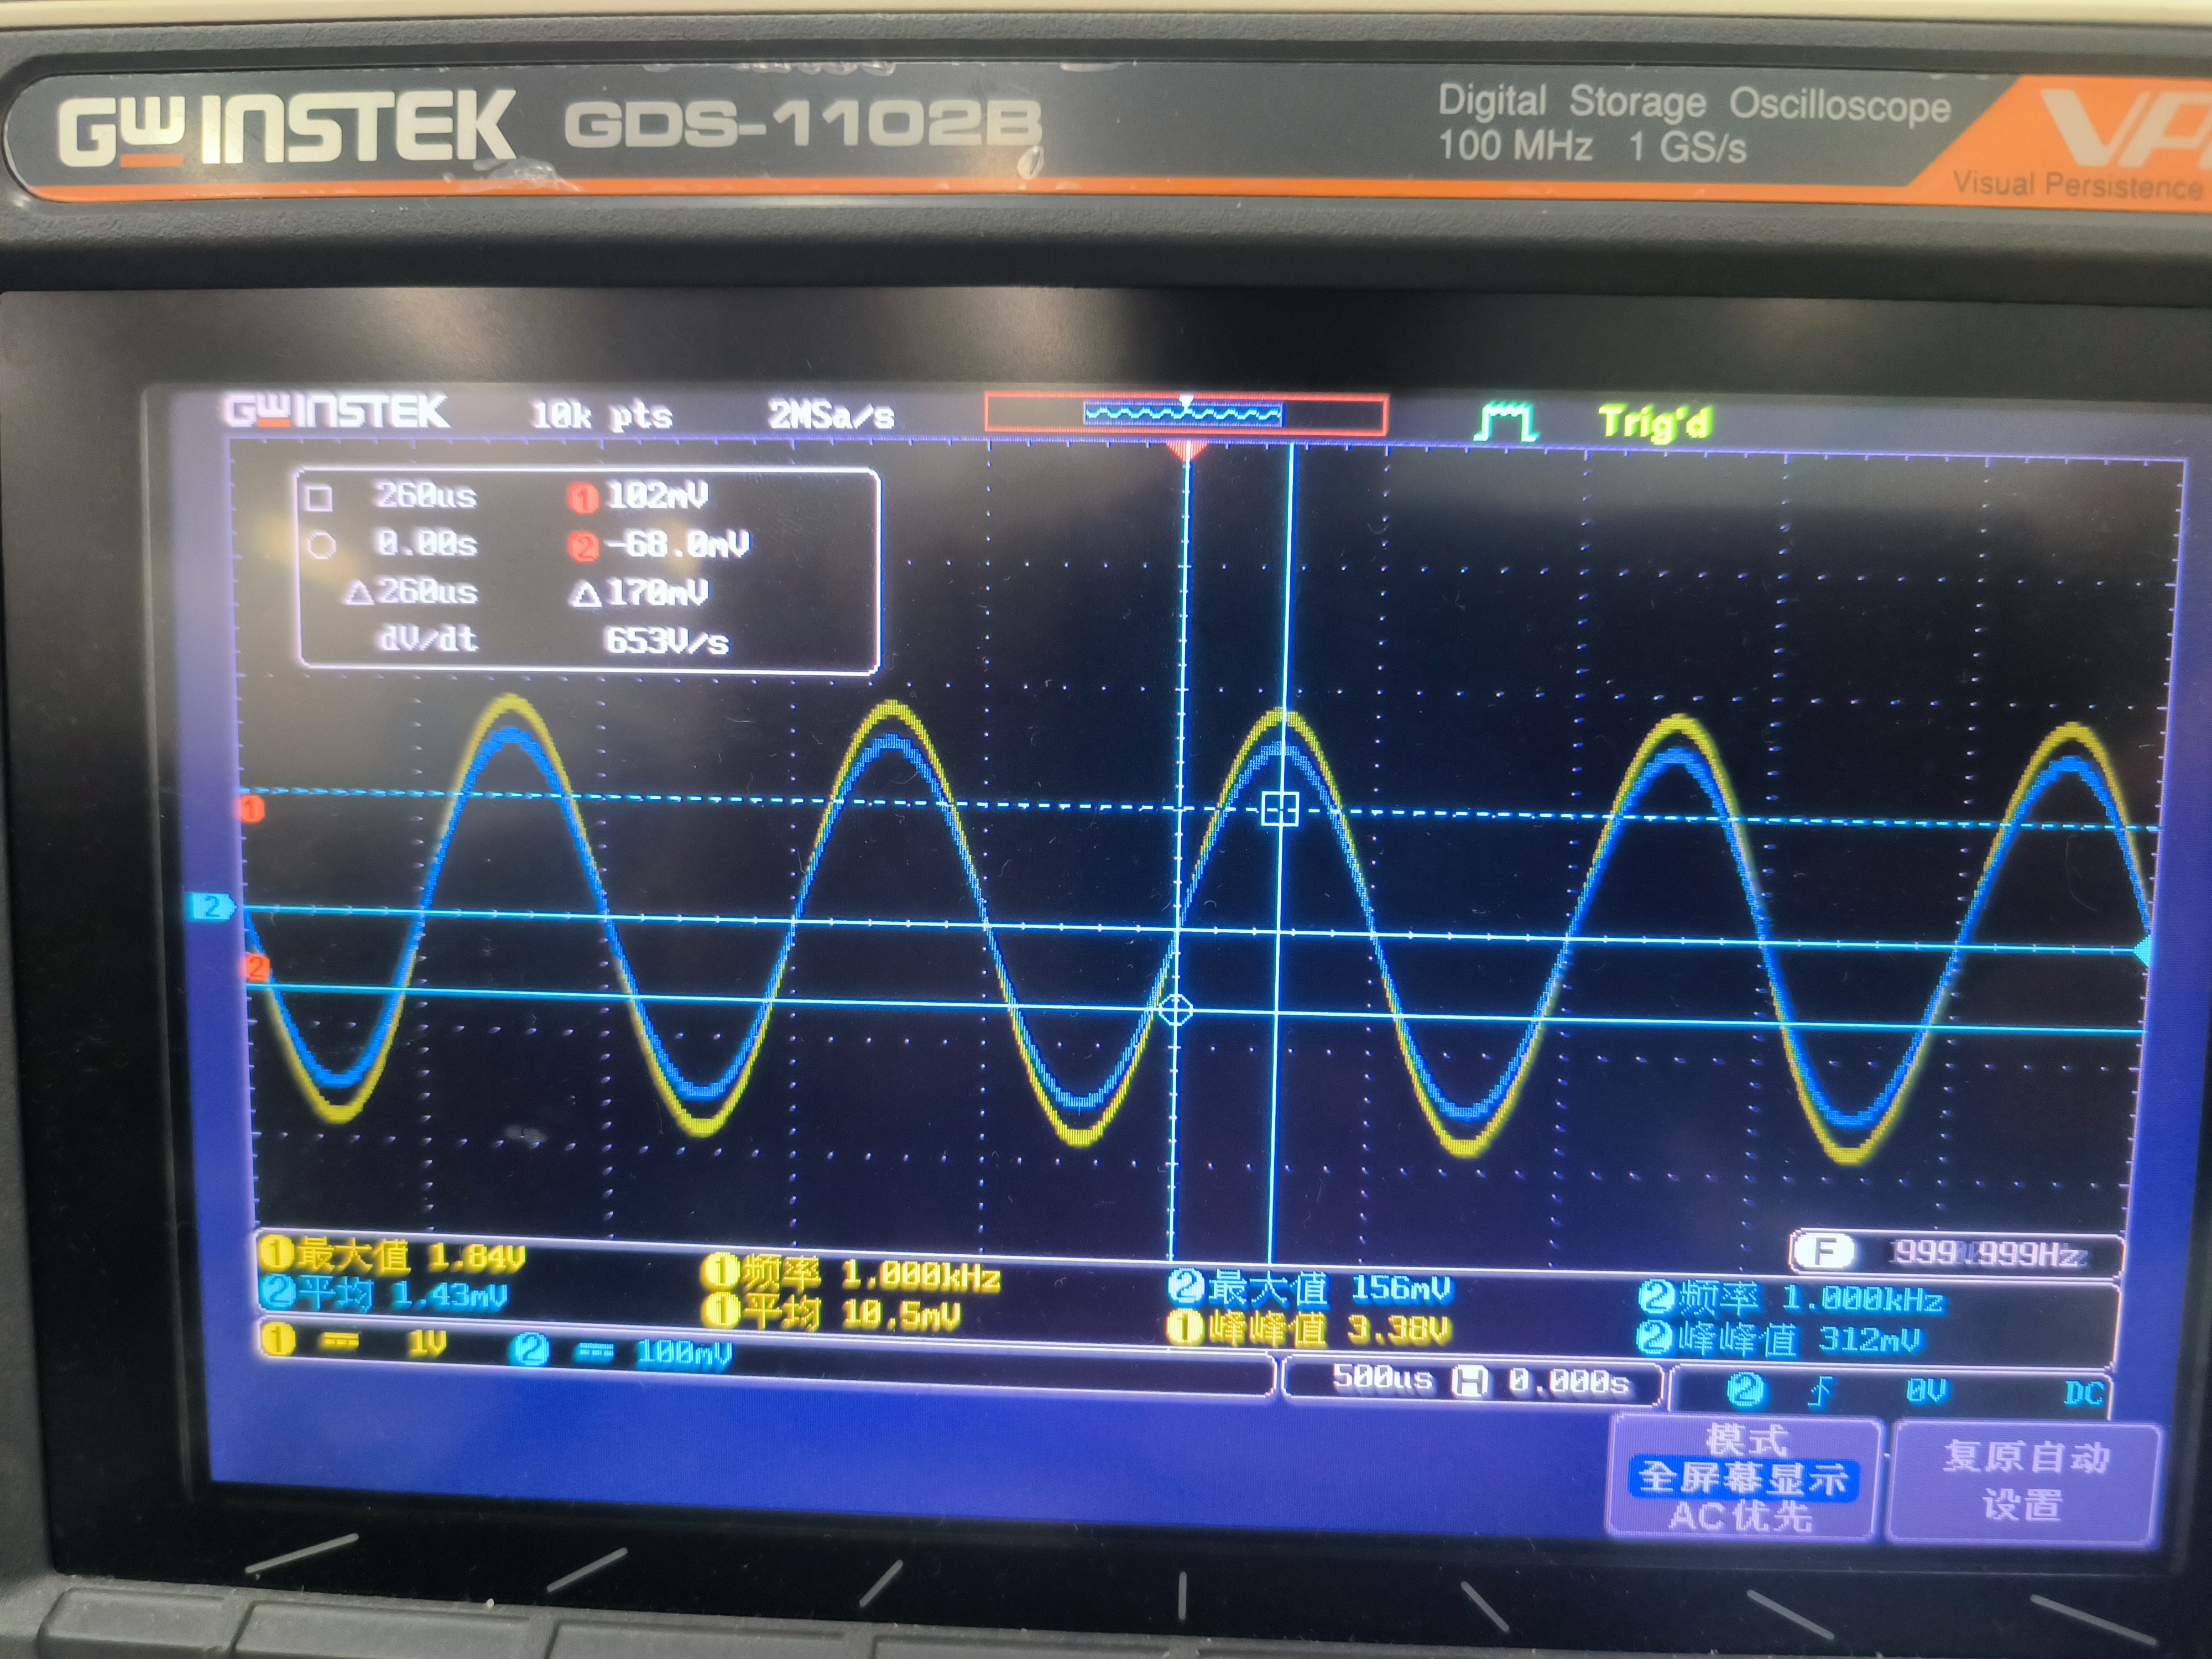 GWINSTEK GDS-1102B
Digital Storage Oscilloscope
100 MHz 1 GS/s
Visual Persistence
GWINSTEK 10k pts 2MSa/s Trig'd
260us 1 102mV
0.00s 2 -68.0mV
△260us △170mV
dV/dt 653V/s
1
2
2
F 999.999Hz
1最大值 1.84V 1频率 1.000kHz 2最大值 156mV 2频率 1.000kHz
2平均 1.43mV 1平均 10.5mV 1峰峰值 3.38V 2峰峰值 312mV
1 1V 2 100mV 500us H 0.000s 2 0V DC
模式
全屏幕显示
AC优先
复原自动
设置